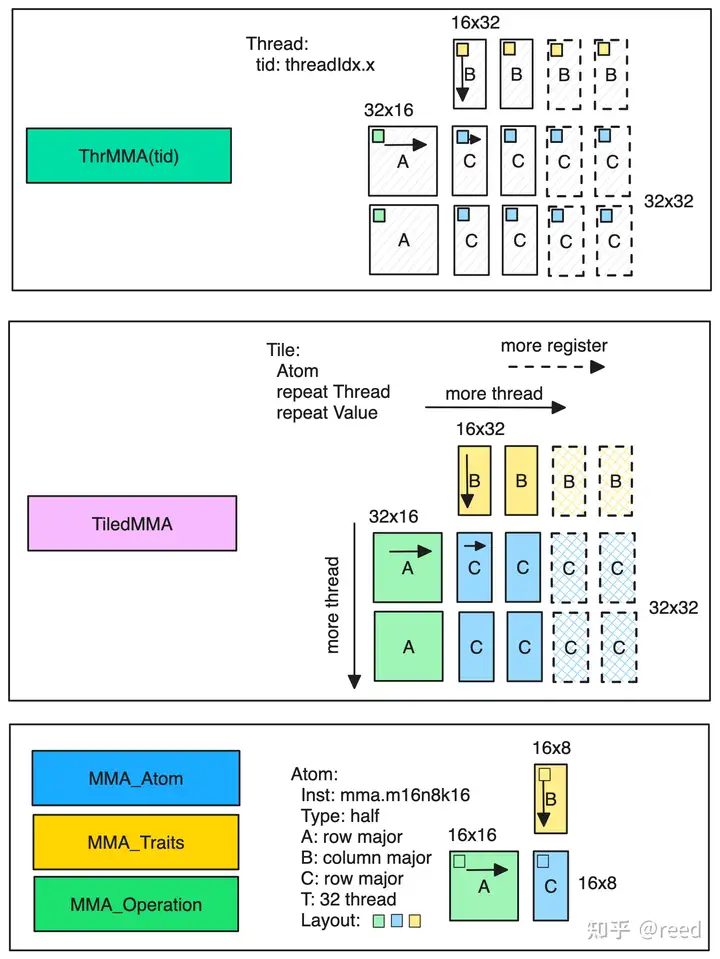 16x32
Thread:
tid: threadIdx.x
B B B B
32x16
ThrMMA(tid)
A C C C C
32x32
A C C C C
Tile:
Atom
repeat Thread
repeat Value
more register
more thread
16x32
B B B B
TiledMMA
32x16
more thread
A C C C C
32x32
A C C C C
MMA_Atom
MMA_Traits
MMA_Operation
Atom:
Inst: mma.m16n8k16
Type: half
A: row major
B: column major
C: row major
T: 32 thread
Layout:
16x8
B
16x16
A C
16x8
知乎 @reed